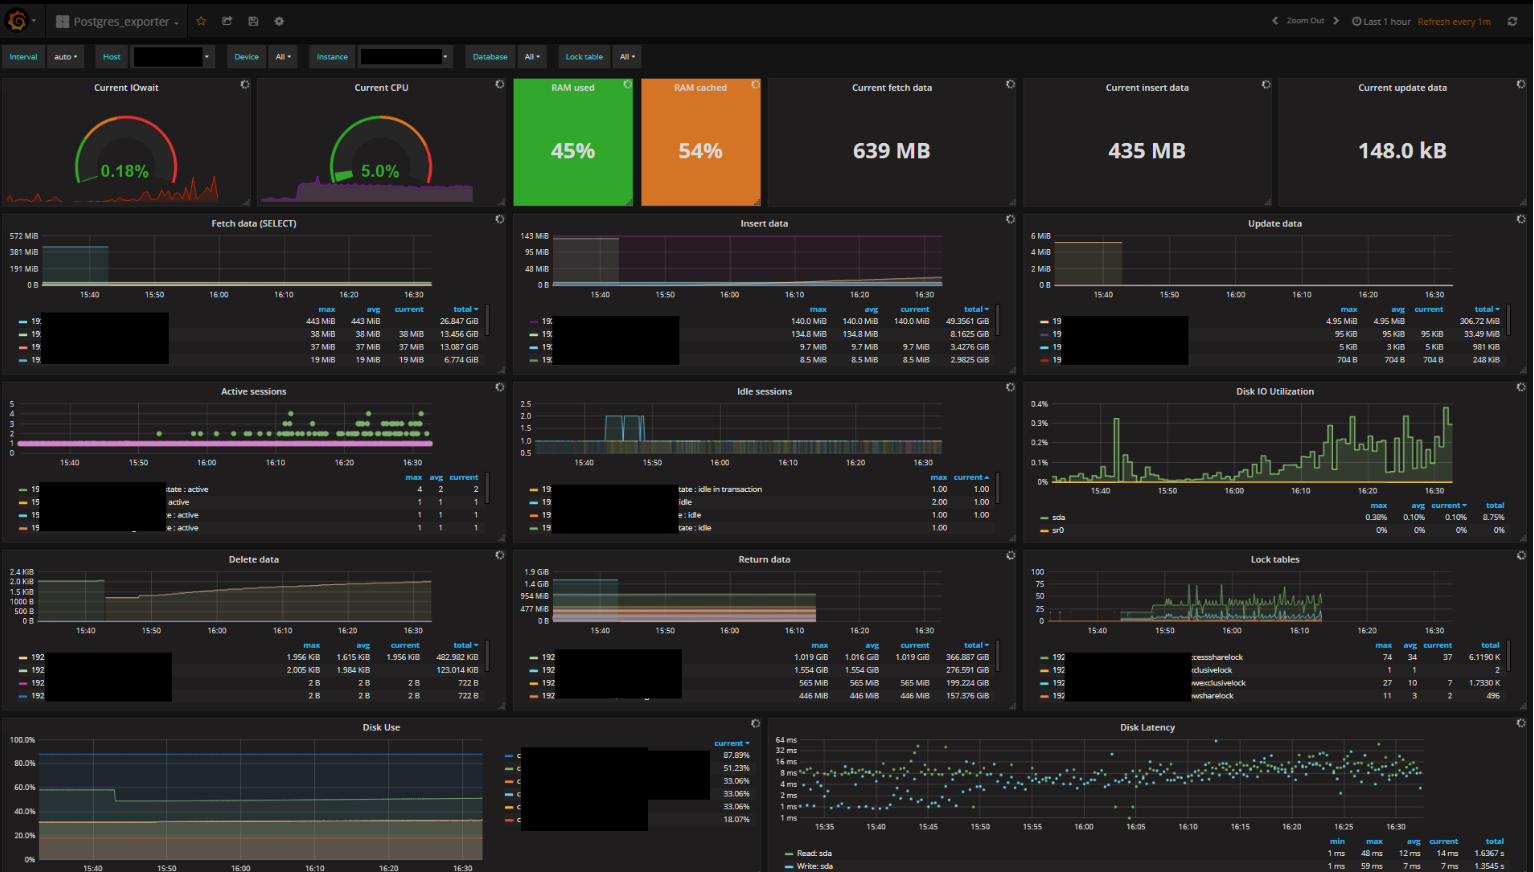 Postgres_exporter
Zoom Out
Last 1 hour
Refresh every 1m
Interval
auto
Host
Device
All
Instance
Database
All
Lock table
All
Current IOwait
0.18%
Current CPU
5.0%
RAM used
45%
RAM cached
54%
Current fetch data
639 MB
Current insert data
435 MB
Current update data
148.0 kB
Fetch data (SELECT)
572 MiB
381 MiB
191 MiB
0 B
15:40 15:50 16:00 16:10 16:20 16:30
max avg current total
19 443 MiB 443 MiB 26.847 GiB
19 38 MiB 38 MiB 38 MiB 13.456 GiB
19 37 MiB 37 MiB 37 MiB 13.087 GiB
19 19 MiB 19 MiB 19 MiB 6.774 GiB
Insert data
143 MiB
95 MiB
48 MiB
0 B
15:40 15:50 16:00 16:10 16:20 16:30
max avg current total
19 140.0 MiB 140.0 MiB 140.0 MiB 49.3561 GiB
19 134.8 MiB 134.8 MiB 8.1625 GiB
19 9.7 MiB 9.7 MiB 9.7 MiB 3.4276 GiB
19 8.5 MiB 8.5 MiB 8.5 MiB 2.9825 GiB
Update data
6 MiB
4 MiB
2 MiB
0 B
15:40 15:50 16:00 16:10 16:20 16:30
max avg current total
19 4.95 MiB 4.95 MiB 306.72 MiB
19 95 KiB 95 KiB 95 KiB 33.49 MiB
19 5 KiB 3 KiB 5 KiB 981 KiB
19 704 B 704 B 704 B 248 KiB
Active sessions
5
4
3
2
1
0
15:40 15:50 16:00 16:10 16:20 16:30
max avg current
19 state : active 4 2 2
19 active 1 1 1
19 e : active 1 1 1
19 e : active 1 1 1
Idle sessions
2.5
2.0
1.5
1.0
0.5
15:40 15:50 16:00 16:10 16:20 16:30
max current
19 tate : idle in transaction 1.00 1.00
19 idle 2.00 1.00
19 : idle 1.00 1.00
19 tate : idle 1.00
Disk IO Utilization
0.4%
0.3%
0.2%
0.1%
0%
15:40 15:50 16:00 16:10 16:20 16:30
max avg current total
sda 0.38% 0.10% 0.10% 8.75%
sr0 0% 0% 0% 0%
Delete data
2.4 KiB
2.0 KiB
1.5 KiB
1000 B
500 B
0 B
15:40 15:50 16:00 16:10 16:20 16:30
max avg current total
192 1.956 KiB 1.615 KiB 1.956 KiB 482.982 KiB
192 2.005 KiB 1.984 KiB 123.014 KiB
192 2 B 2 B 2 B 722 B
192 2 B 2 B 2 B 722 B
Return data
1.9 GiB
1.4 GiB
954 MiB
477 MiB
0 B
15:40 15:50 16:00 16:10 16:20 16:30
max avg current total
192 1.019 GiB 1.016 GiB 1.019 GiB 366.887 GiB
192 1.554 GiB 1.554 GiB 276.591 GiB
192 565 MiB 565 MiB 565 MiB 199.224 GiB
192 446 MiB 446 MiB 446 MiB 157.376 GiB
Lock tables
100
75
50
25
0
15:40 15:50 16:00 16:10 16:20 16:30
max avg current total
192 ccesssharelock 74 34 37 6.1190 K
192 xclusivelock 1 1 2
192 owexclusivelock 27 10 7 1.7330 K
192 wsharelock 11 3 2 496
Disk Use
100.0%
80.0%
60.0%
40.0%
20.0%
0%
15:40 15:50 16:00 16:10 16:20 16:30
current
87.89%
51.23%
33.06%
33.06%
33.06%
18.07%
Disk Latency
64 ms
32 ms
16 ms
8 ms
4 ms
2 ms
1 ms
1 ms
15:35 15:40 15:45 15:50 15:55 16:00 16:05 16:10 16:15 16:20 16:25 16:30
min max avg current total
Read: sda 1 ms 48 ms 12 ms 14 ms 1.6367 s
Write: sda 1 ms 59 ms 7 ms 7 ms 1.3545 s